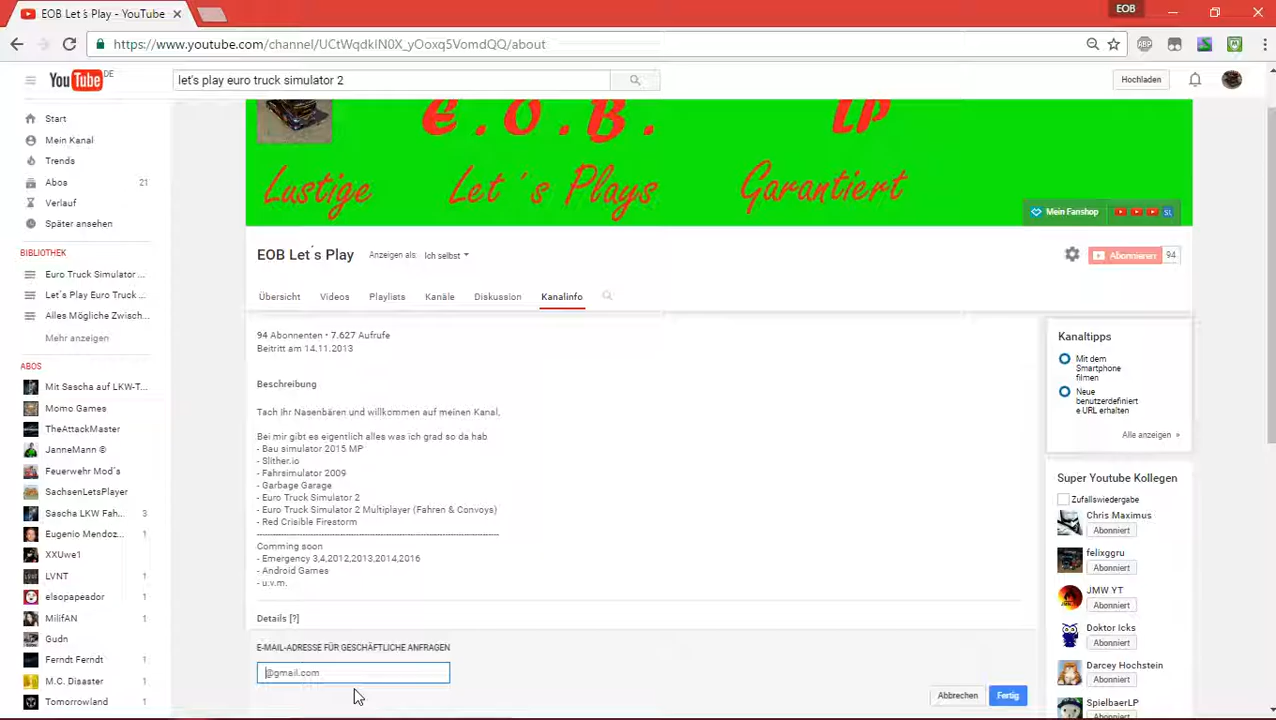 EOB Let´s Play - YouTube
EOB
https://www.youtube.com/channel/UCtWqdkIN0X_yOoxq5VomdQQ/about
ABP
YouTube DE
let's play euro truck simulator 2
Hochladen
Start
Mein Kanal
Trends
Abos 21
Verlauf
Später ansehen
BIBLIOTHEK
Euro Truck Simulator ...
Let´s Play Euro Truck ...
Alles Mögliche Zwisch...
Mehr anzeigen
ABOS
Mit Sascha auf LKW-T...
Momo Games
TheAttackMaster
JanneMann ©
Feuerwehr Mod´s
SachsenLetsPlayer
Sascha LKW Fah... 3
Eugenio Mendoz... 1
XXUwe1 1
LVNT 1
elsopapeador 1
MilifAN 1
Gudn 1
Ferndt Ferndt 1
M.C. Disaster 1
Tomorrowland 1
E.O.B. LP
Lustige Let´s Plays Garantiert
Mein Fanshop
EOB Let´s Play
Anzeigen als: Ich selbst
Abonnieren 94
Übersicht Videos Playlists Kanäle Diskussion Kanalinfo
94 Abonnenten • 7.627 Aufrufe
Beitritt am 14.11.2013
Beschreibung
Tach Ihr Nasenbären und willkommen auf meinen Kanal,
Bei mir gibt es eigentlich alles was ich grad so da hab
- Bau simulator 2015 MP
- Slither.io
- Fahrsimulator 2009
- Garbage Garage
- Euro Truck Simulator 2
- Euro Truck Simulator 2 Multiplayer (Fahren & Convoys)
- Red Crisible Firestorm
Comming soon
- Emergency 3,4,2012,2013,2014,2016
- Android Games
- u.v.m.
Details [?]
E-MAIL-ADRESSE FÜR GESCHÄFTLICHE ANFRAGEN
@gmail.com
Abbrechen Fertig
Kanaltipps
Mit dem
Smartphone
filmen
Neue
benutzerdefiniert
e URL erhalten
Alle anzeigen »
Super Youtube Kollegen
Zufallswiedergabe
Chris Maximus
Abonniert
felixggru
Abonniert
JMW YT
Abonniert
Doktor Icks
Abonniert
Darcey Hochstein
Abonniert
SpielbaerLP